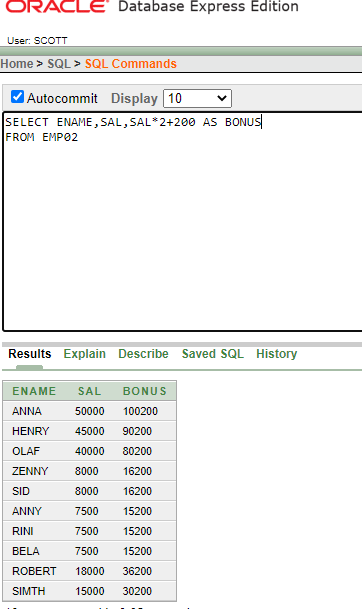 ORACLE Database Express Edition
User: SCOTT
Home > SQL > SQL Commands
Autocommit Display 10
SELECT ENAME,SAL,SAL*2+200 AS BONUS
FROM EMP02
Results Explain Describe Saved SQL History
ENAME SAL BONUS
ANNA 50000 100200
HENRY 45000 90200
OLAF 40000 80200
ZENNY 8000 16200
SID 8000 16200
ANNY 7500 15200
RINI 7500 15200
BELA 7500 15200
ROBERT 18000 36200
SIMTH 15000 30200